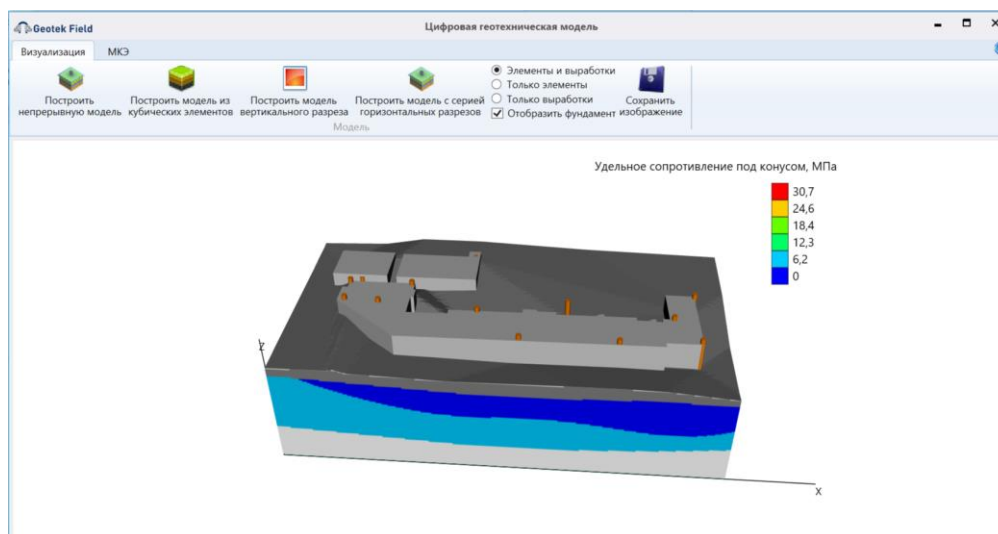 Geotek Field
Цифровая геотехническая модель
Визуализация МКЭ
Построить непрерывную модель
Построить модель из кубических элементов
Построить модель вертикального разреза
Построить модель с серией горизонтальных разрезов
Элементы и выработки
Только элементы
Только выработки
Отобразить фундамент
Сохранить изображение
Модель
Удельное сопротивление под конусом, МПа
30,7
24,6
18,4
12,3
6,2
0
Z
X